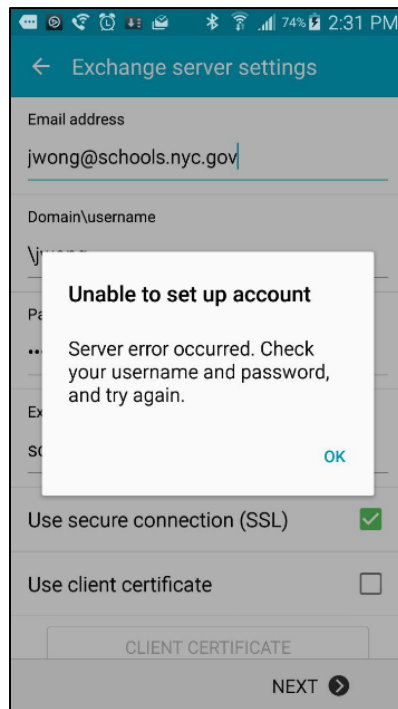 74% 2:31 PM
Exchange server settings
Email address
jwong@schools.nyc.gov
Domain\username
Unable to set up account
Server error occurred. Check
your username and password,
and try again.
OK
Use secure connection (SSL)
Use client certificate
CLIENT CERTIFICATE
NEXT